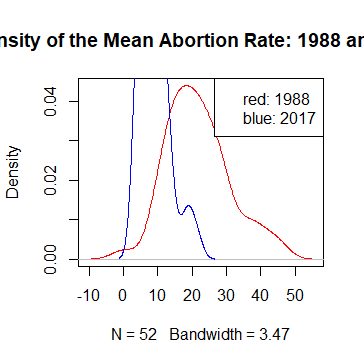 nsity of the Mean Abortion Rate: 1988 an
red: 1988
blue: 2017
Density
0.04
0.02
0.00
-10 0 10 20 30 40 50
N = 52 Bandwidth = 3.47